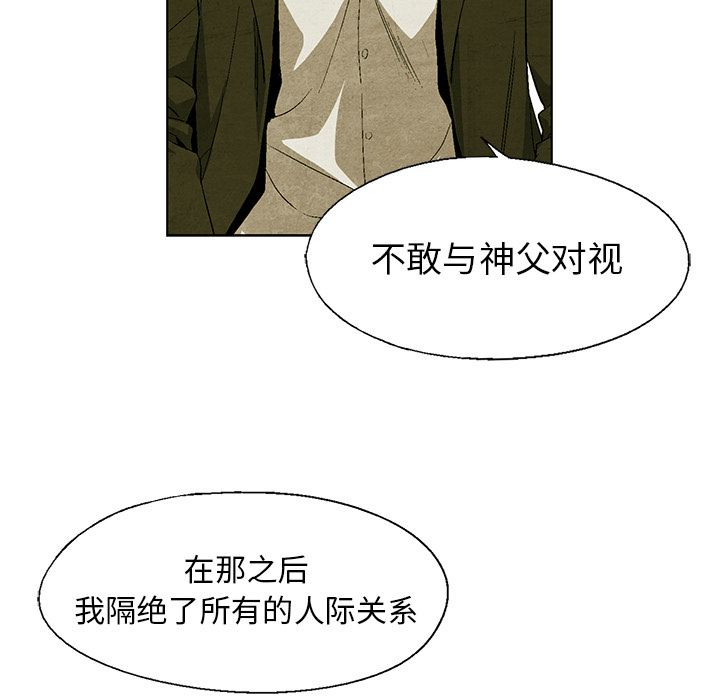 不敢与神父对视
在那之后
我隔绝了所有的人际关系